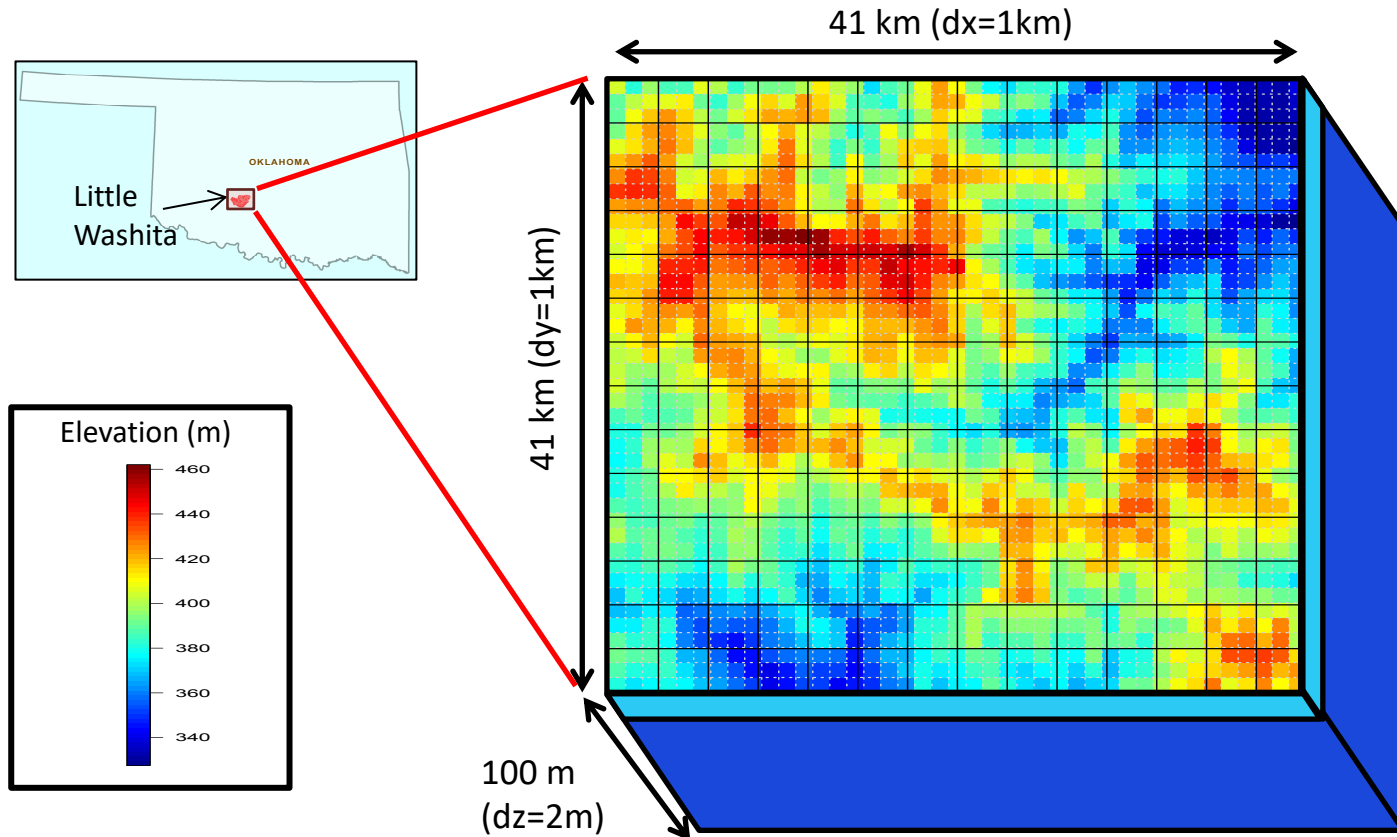 41 km (dx=1km)
OKLAHOMA
Little
Washita
41 km (dy=1km)
Elevation (m)
460
440
420
400
380
360
340
100 m
(dz=2m)